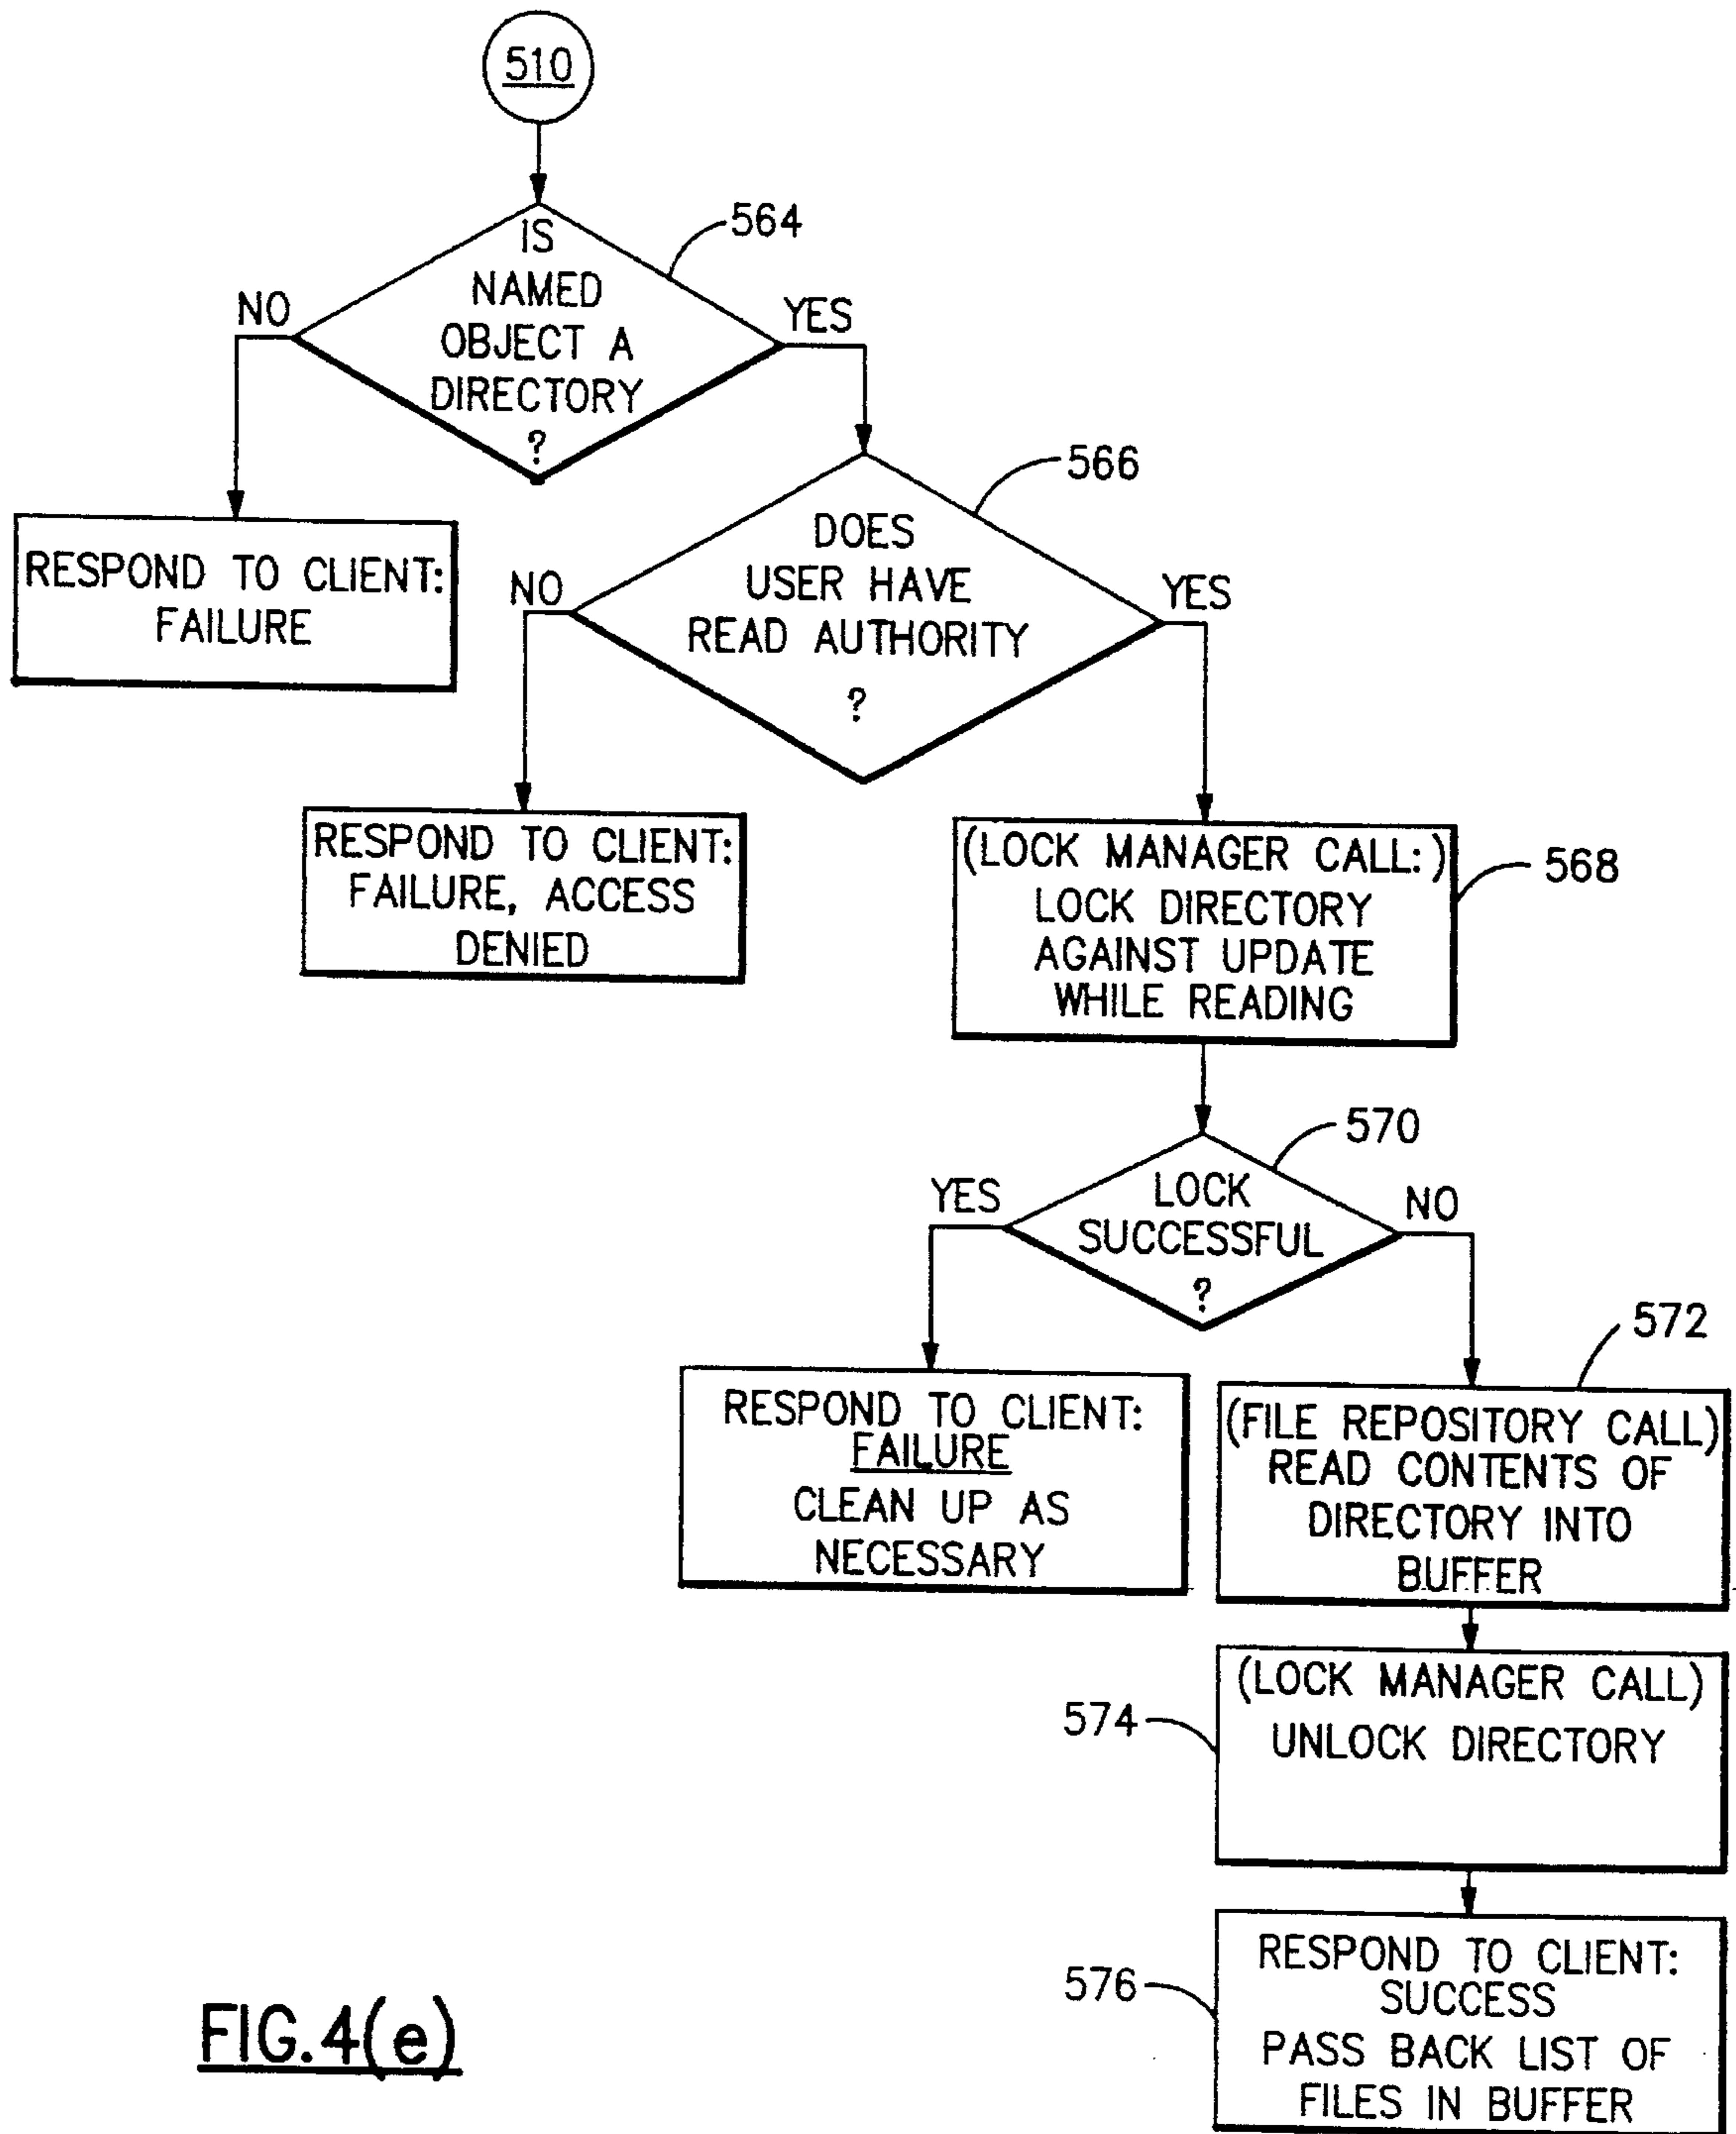 510
IS
NAMED
OBJECT A
DIRECTORY
?
564
NO
YES
RESPOND TO CLIENT:
FAILURE
DOES
USER HAVE
READ AUTHORITY
?
566
NO
YES
RESPOND TO CLIENT:
FAILURE, ACCESS
DENIED
(LOCK MANAGER CALL:)
LOCK DIRECTORY
AGAINST UPDATE
WHILE READING
568
LOCK
SUCCESSFUL
?
570
YES
NO
RESPOND TO CLIENT:
FAILURE
CLEAN UP AS
NECESSARY
572
(FILE REPOSITORY CALL)
READ CONTENTS OF
DIRECTORY INTO
BUFFER
574
(LOCK MANAGER CALL)
UNLOCK DIRECTORY
576
RESPOND TO CLIENT:
SUCCESS
PASS BACK LIST OF
FILES IN BUFFER
FIG.4(e)